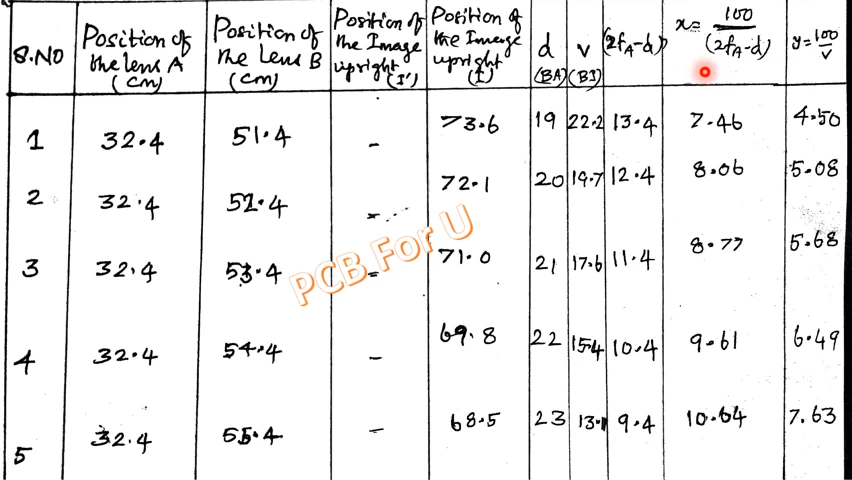 S.NO | Position of the lens A (cm) | Position of the Lens B (cm) | Position of the Image upright (I') | Position of the Image upright (I) | d (BA) | v (BI) | (2fA-d) | x = 100/(2fA-d) | y = 100/v
1 | 32.4 | 51.4 | - | 73.6 | 19 | 22.2 | 13.4 | 7.46 | 4.50
2 | 32.4 | 52.4 | - | 72.1 | 20 | 19.7 | 12.4 | 8.06 | 5.08
3 | 32.4 | 53.4 | - | 71.0 | 21 | 17.6 | 11.4 | 8.77 | 5.68
4 | 32.4 | 54.4 | - | 69.8 | 22 | 15.4 | 10.4 | 9.61 | 6.49
5 | 32.4 | 55.4 | - | 68.5 | 23 | 13.1 | 9.4 | 10.64 | 7.63
PCB For U